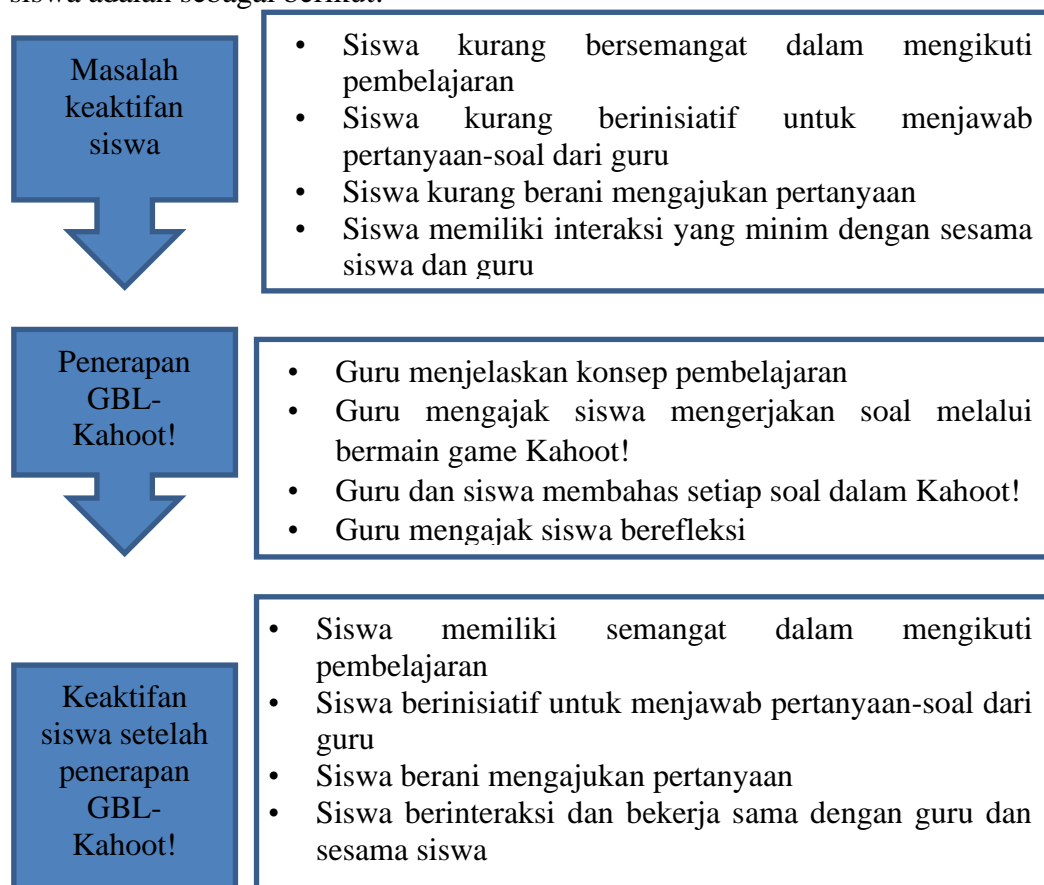 siswa adalah sebagai berikut:
Masalah
keaktifan
siswa
• Siswa kurang bersemangat dalam mengikuti
pembelajaran
• Siswa kurang berinisiatif untuk menjawab
pertanyaan-soal dari guru
• Siswa kurang berani mengajukan pertanyaan
• Siswa memiliki interaksi yang minim dengan sesama
siswa dan guru
Penerapan
GBL-
Kahoot!
• Guru menjelaskan konsep pembelajaran
• Guru mengajak siswa mengerjakan soal melalui
bermain game Kahoot!
• Guru dan siswa membahas setiap soal dalam Kahoot!
• Guru mengajak siswa berefleksi
Keaktifan
siswa setelah
penerapan
GBL-
Kahoot!
• Siswa memiliki semangat dalam mengikuti
pembelajaran
• Siswa berinisiatif untuk menjawab pertanyaan-soal dari
guru
• Siswa berani mengajukan pertanyaan
• Siswa berinteraksi dan bekerja sama dengan guru dan
sesama siswa